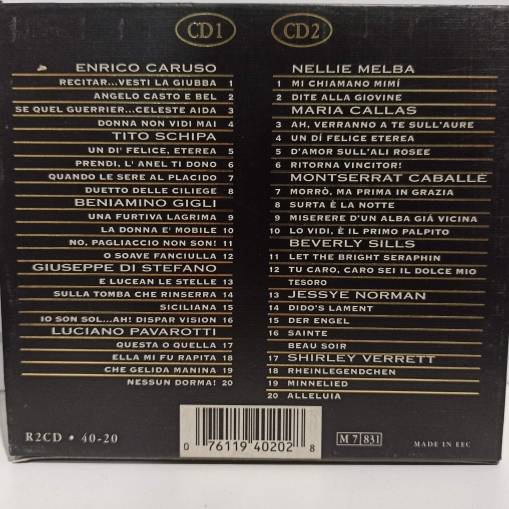 CD 1
ENRICO CARUSO
RECITAR...VESTI LA GIUBBA 1
ANGELO CASTO E BEL 2
SE QUEL GUERRIER...CELESTE AIDA 3
DONNA NON VIDI MAI 4
TITO SCHIPA
UN DI' FELICE, ETEREA 5
PRENDI, L' ANEL TI DONO 6
QUANDO LE SERE AL PLACIDO 7
DUETTO DELLE CILIEGE 8
BENIAMINO GIGLI
UNA FURTIVA LAGRIMA 9
LA DONNA E' MOBILE 10
NO, PAGLIACCIO NON SON! 11
O SOAVE FANCIULLA 12
GIUSEPPE DI STEFANO
E LUCEAN LE STELLE 13
SULLA TOMBA CHE RINSERRA 14
SICILIANA 15
IO SON SOL...AH! DISPAR VISION 16
LUCIANO PAVAROTTI
QUESTA O QUELLA 17
ELLA MI FU RAPITA 18
CHE GELIDA MANINA 19
NESSUN DORMA! 20
CD 2
NELLIE MELBA
1 MI CHIAMANO MIMÍ
2 DITE ALLA GIOVINE
MARIA CALLAS
3 AH, VERRANNO A TE SULL'AURE
4 UN DÍ FELICE ETEREA
5 D'AMOR SULL'ALI ROSEE
6 RITORNA VINCITOR!
MONTSERRAT CABALLÉ
7 MORRÒ, MA PRIMA IN GRAZIA
8 SURTA È LA NOTTE
9 MISERERE D'UN ALBA GIÁ VICINA
10 LO VIDI, È IL PRIMO PALPITO
BEVERLY SILLS
11 LET THE BRIGHT SERAPHIN
12 TU CARO, CARO SEI IL DOLCE MIO
TESORO
13 JESSYE NORMAN
14 DIDO'S LAMENT
15 DER ENGEL
16 SAINTE
BEAU SOIR
17 SHIRLEY VERRETT
18 RHEINLEGENDCHEN
19 MINNELIED
20 ALLELUIA
R2CD • 40-20
0 76119 40202 8
M 7 831
MADE IN EEC